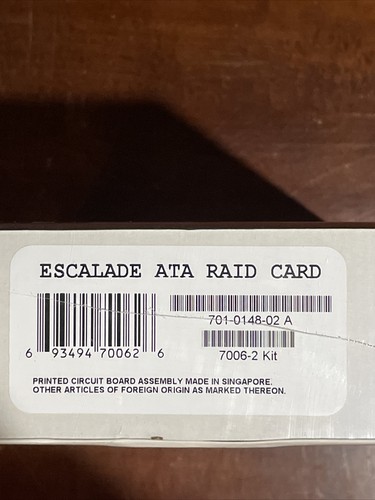 ESCALADE ATA RAID CARD
701-0148-02 A
7006-2 Kit
6 93494 70062 6
PRINTED CIRCUIT BOARD ASSEMBLY MADE IN SINGAPORE.
OTHER ARTICLES OF FOREIGN ORIGIN AS MARKED THEREON.